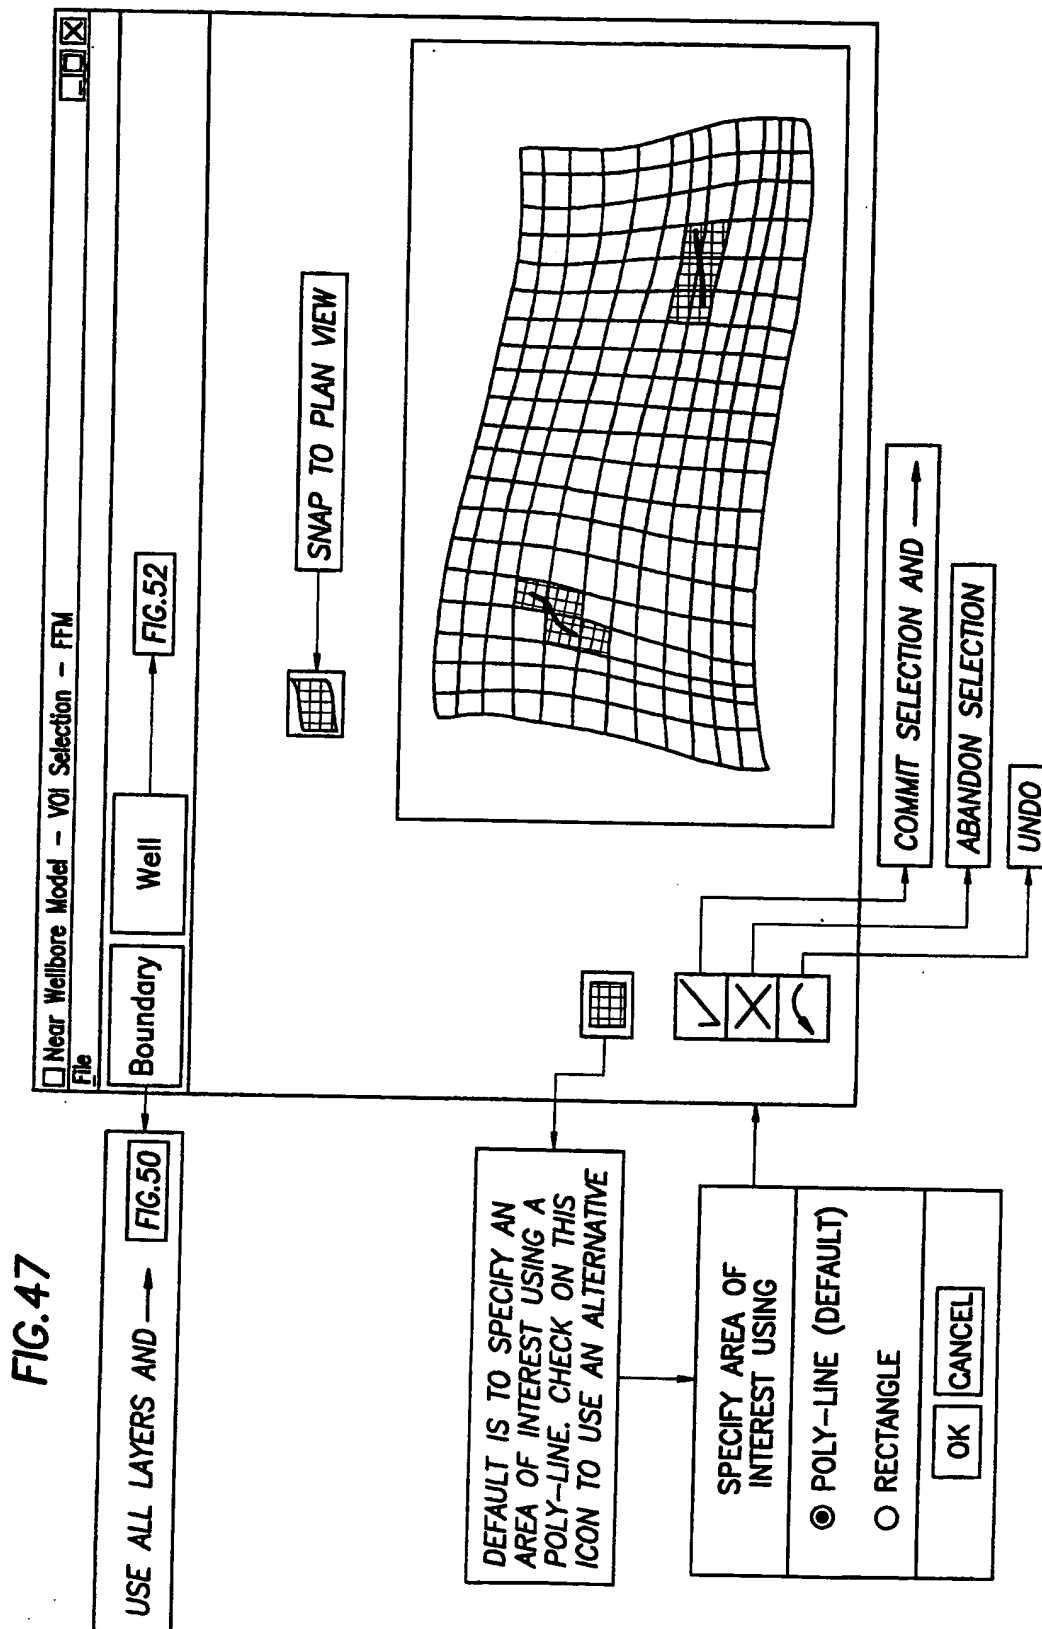 FIG.47
Near Wellbore Model – VOI Selection – FFM
File
Boundary
Well
FIG.52
USE ALL LAYERS AND
FIG.50
SNAP TO PLAN VIEW
DEFAULT IS TO SPECIFY AN
AREA OF INTEREST USING A
POLY–LINE. CHECK ON THIS
ICON TO USE AN ALTERNATIVE
SPECIFY AREA OF
INTEREST USING
POLY–LINE (DEFAULT)
RECTANGLE
OK
CANCEL
COMMIT SELECTION AND
ABANDON SELECTION
UNDO